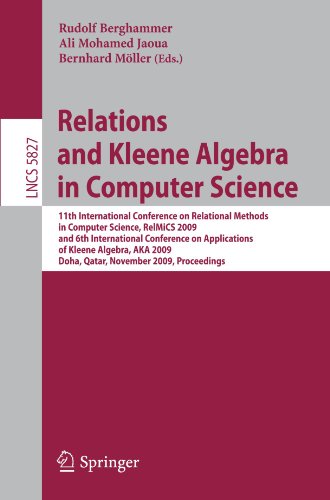 Rudolf Berghammer
Ali Mohamed Jaoua
Bernhard Möller (Eds.)
LNCS 5827
Relations
and Kleene Algebra
in Computer Science
11th International Conference on Relational Methods
in Computer Science, RelMiCS 2009
and 6th International Conference on Applications
of Kleene Algebra, AKA 2009
Doha, Qatar, November 2009, Proceedings
Springer